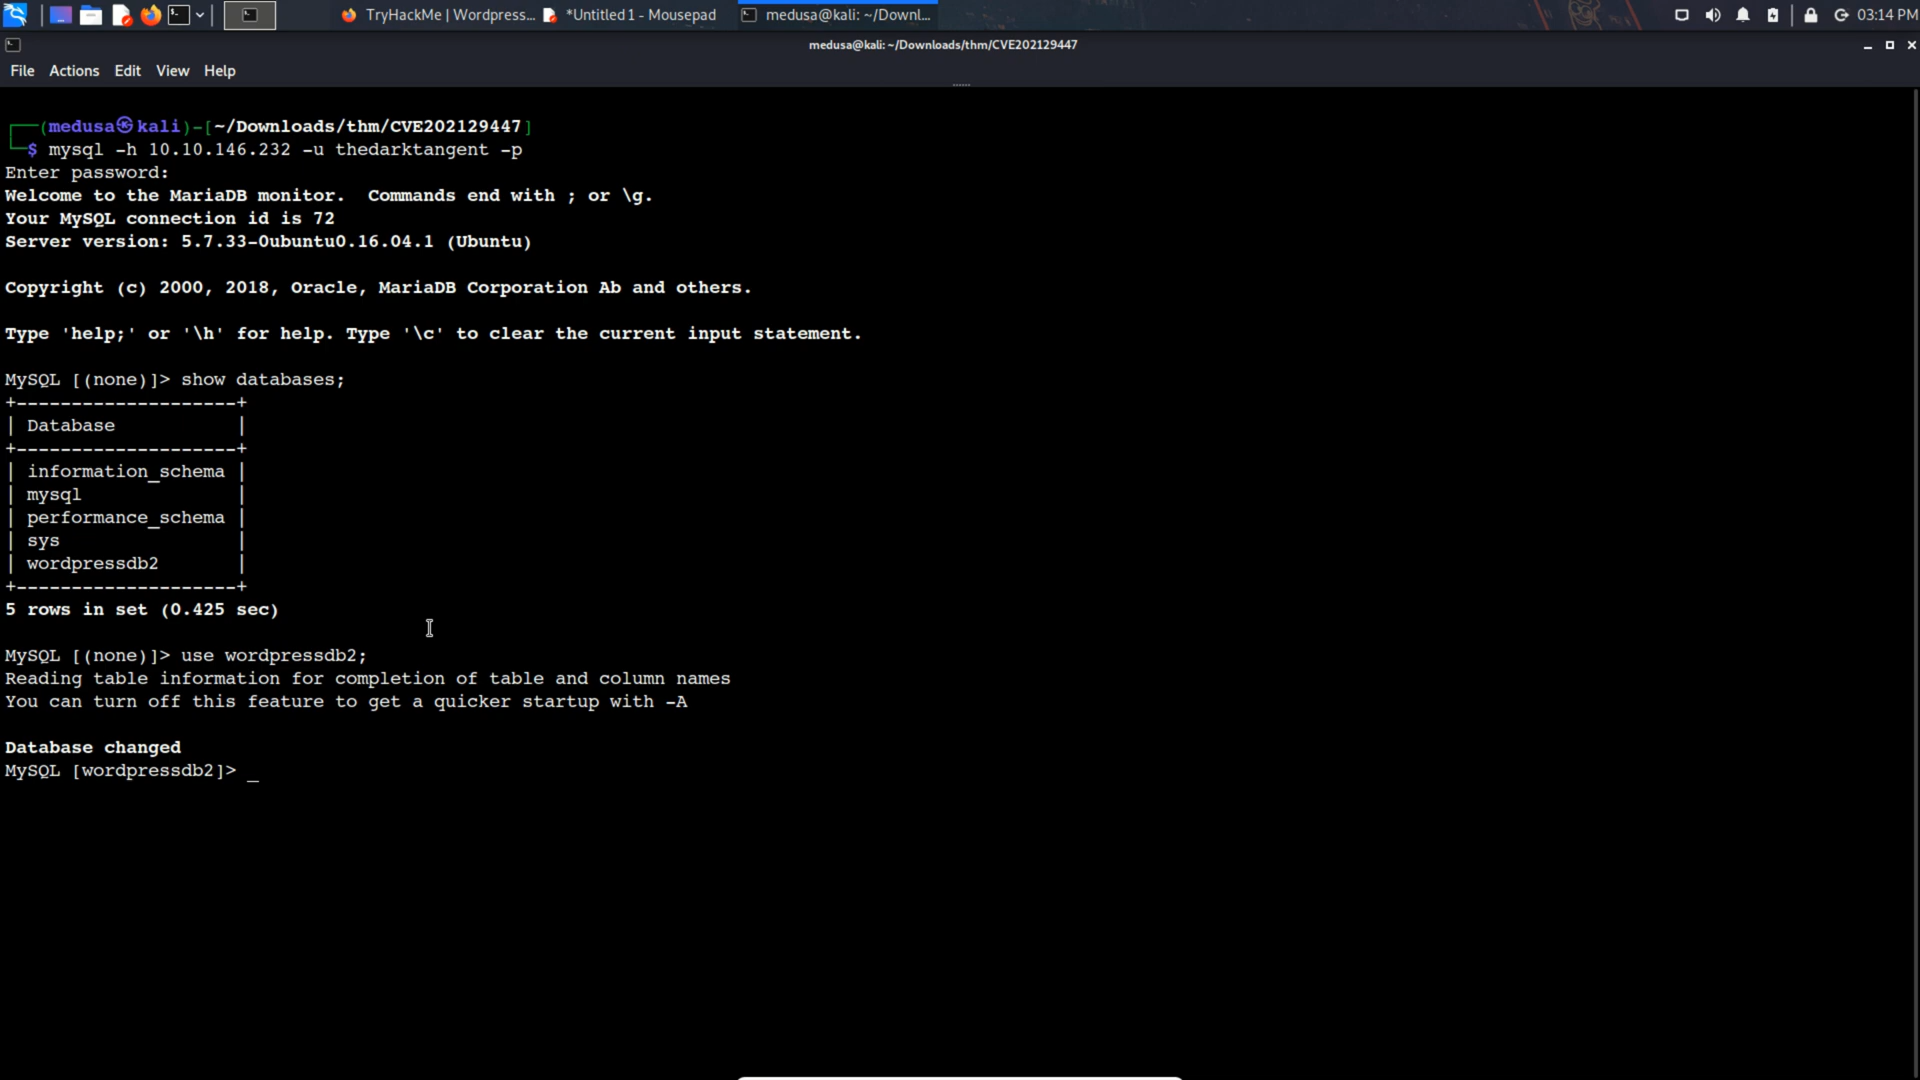 TryHackMe | Wordpress...
*Untitled 1 - Mousepad
medusa@kali: ~/Downl...
03:14 PM
medusa@kali: ~/Downloads/thm/CVE202129447
File Actions Edit View Help
┌──(medusa㉿kali)-[~/Downloads/thm/CVE202129447]
└─$ mysql -h 10.10.146.232 -u thedarktangent -p
Enter password:
Welcome to the MariaDB monitor.  Commands end with ; or \g.
Your MySQL connection id is 72
Server version: 5.7.33-0ubuntu0.16.04.1 (Ubuntu)
Copyright (c) 2000, 2018, Oracle, MariaDB Corporation Ab and others.
Type 'help;' or '\h' for help. Type '\c' to clear the current input statement.
MySQL [(none)]> show databases;
+--------------------+
| Database           |
+--------------------+
| information_schema |
| mysql              |
| performance_schema |
| sys                |
| wordpressdb2       |
+--------------------+
5 rows in set (0.425 sec)
MySQL [(none)]> use wordpressdb2;
Reading table information for completion of table and column names
You can turn off this feature to get a quicker startup with -A
Database changed
MySQL [wordpressdb2]> _